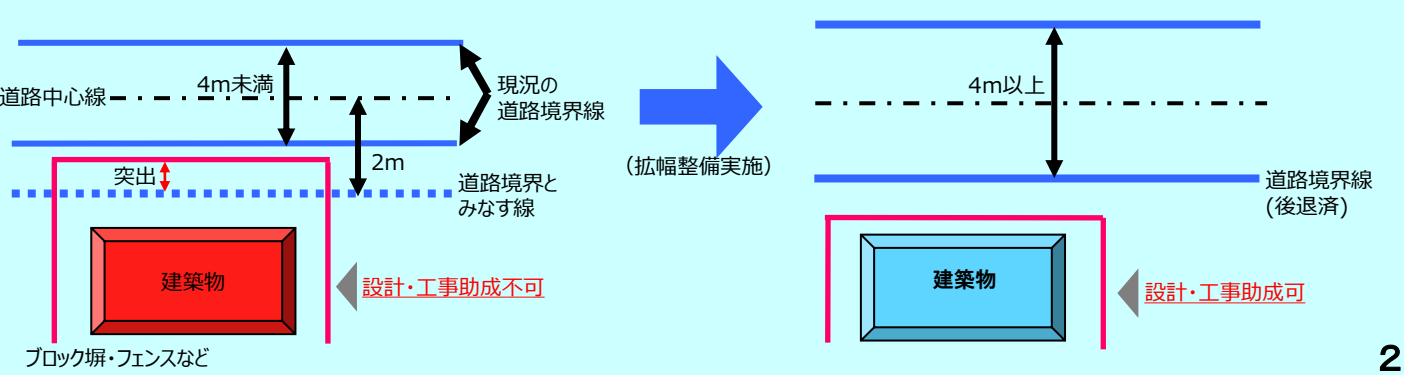 道路中心線
4m未満
現況の
道路境界線
2m
突出
道路境界と
みなす線
建築物
設計・工事助成不可
ブロック塀・フェンスなど
(拡幅整備実施)
4m以上
道路境界線
(後退済)
建築物
設計・工事助成可
2